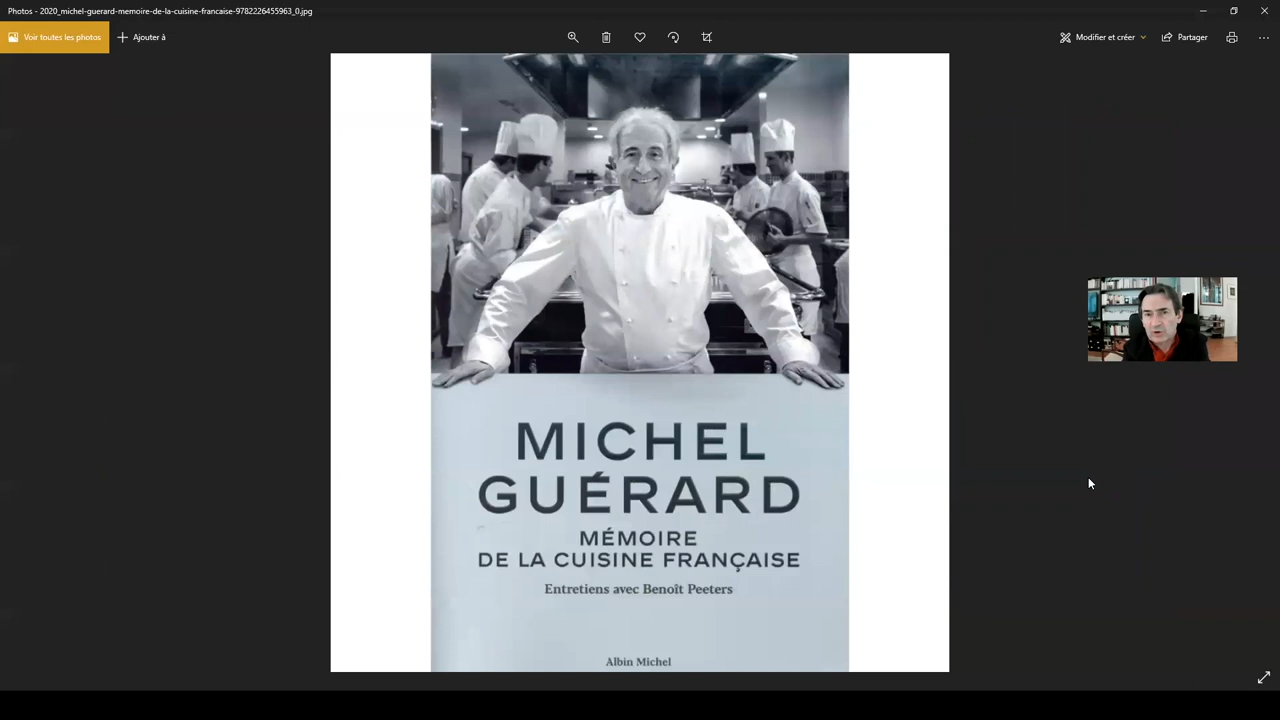 Photos - 2020_michel-guerard-memoire-de-la-cuisine-francaise-9782226455963_0.jpg
Voir toutes les photos
Ajouter à
Modifier et créer
Partager
MICHEL
GUÉRARD
MÉMOIRE
DE LA CUISINE FRANÇAISE
Entretiens avec Benoît Peeters
Albin Michel